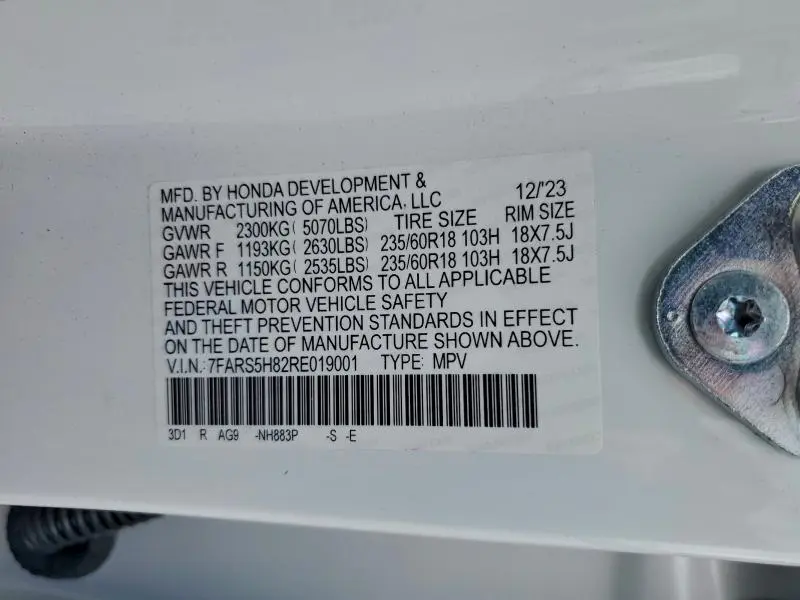 MFD. BY HONDA DEVELOPMENT &
MANUFACTURING OF AMERICA, LLC 12/'23
GVWR 2300KG( 5070LBS) TIRE SIZE RIM SIZE
GAWR F 1193KG( 2630LBS) 235/60R18 103H 18X7.5J
GAWR R 1150KG( 2535LBS) 235/60R18 103H 18X7.5J
THIS VEHICLE CONFORMS TO ALL APPLICABLE
FEDERAL MOTOR VEHICLE SAFETY
AND THEFT PREVENTION STANDARDS IN EFFECT
ON THE DATE OF MANUFACTURE SHOWN ABOVE.
V.I.N.: 7FARS5H82RE019001 TYPE: MPV
3D1 R AG9 -NH883P -S -E